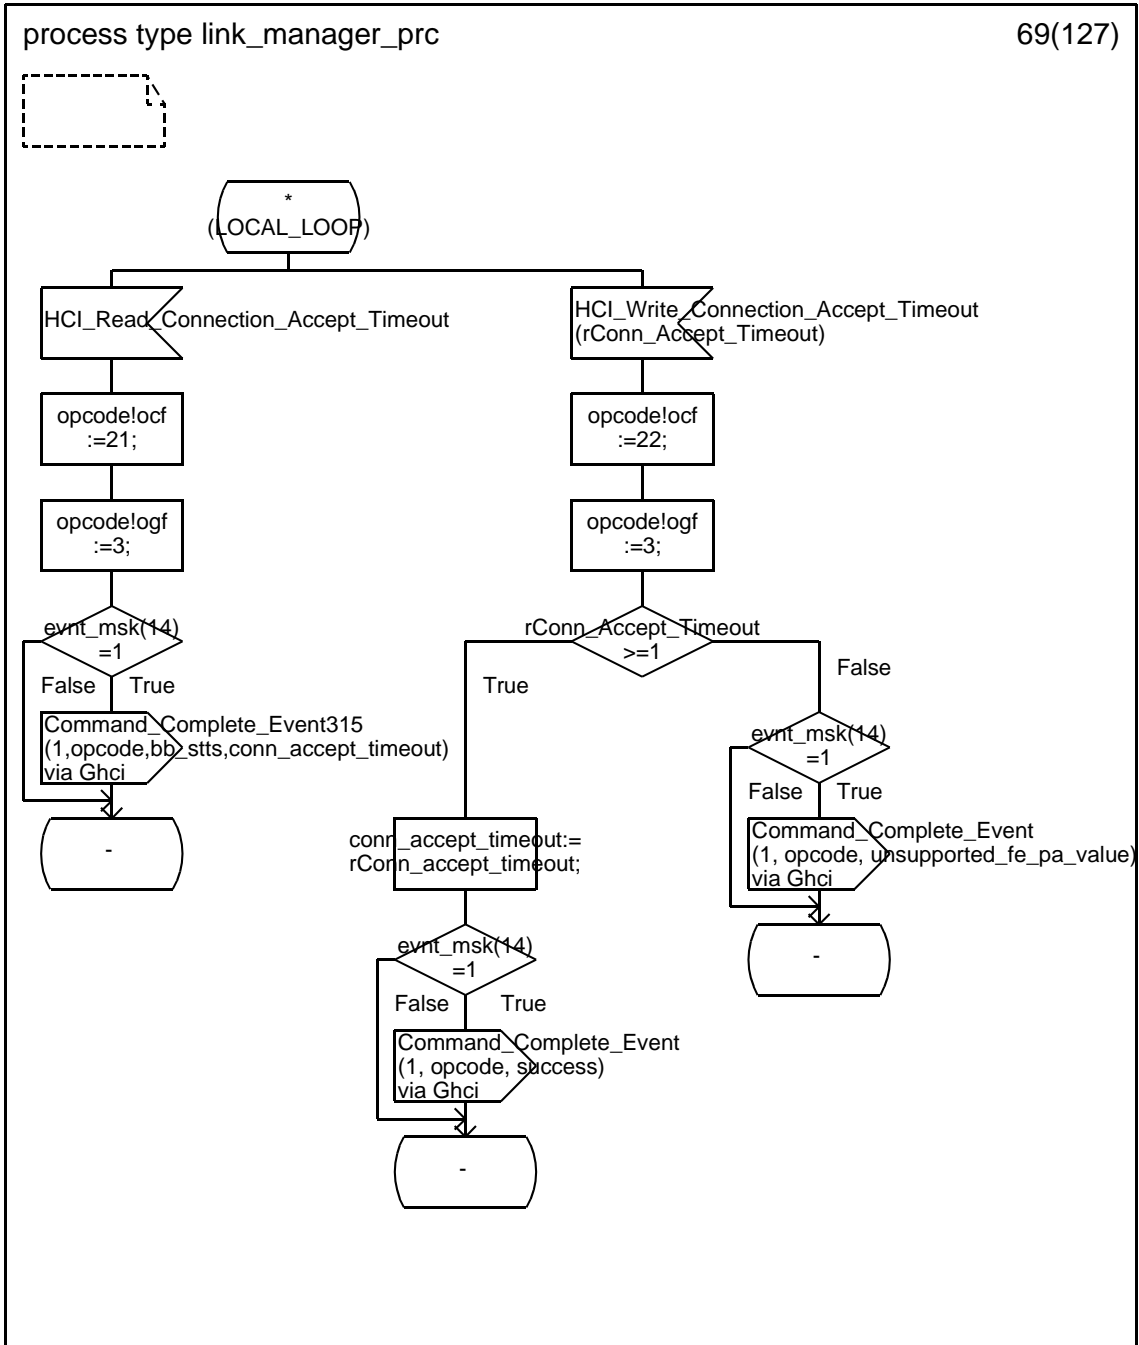 process type link_manager_prc
69(127)
*
(LOCAL_LOOP)
HCI_Read_Connection_Accept_Timeout
opcode!ocf
:=21;
opcode!ogf
:=3;
evnt_msk(14)
=1
False
True
Command_Complete_Event315
(1,opcode,bb_stts,conn_accept_timeout)
via Ghci
-
HCI_Write_Connection_Accept_Timeout
(rConn_Accept_Timeout)
opcode!ocf
:=22;
opcode!ogf
:=3;
rConn_Accept_Timeout
>=1
True
conn_accept_timeout:=
rConn_accept_timeout;
evnt_msk(14)
=1
False
True
Command_Complete_Event
(1, opcode, success)
via Ghci
-
False
evnt_msk(14)
=1
False
True
Command_Complete_Event
(1, opcode, unsupported_fe_pa_value)
via Ghci
-